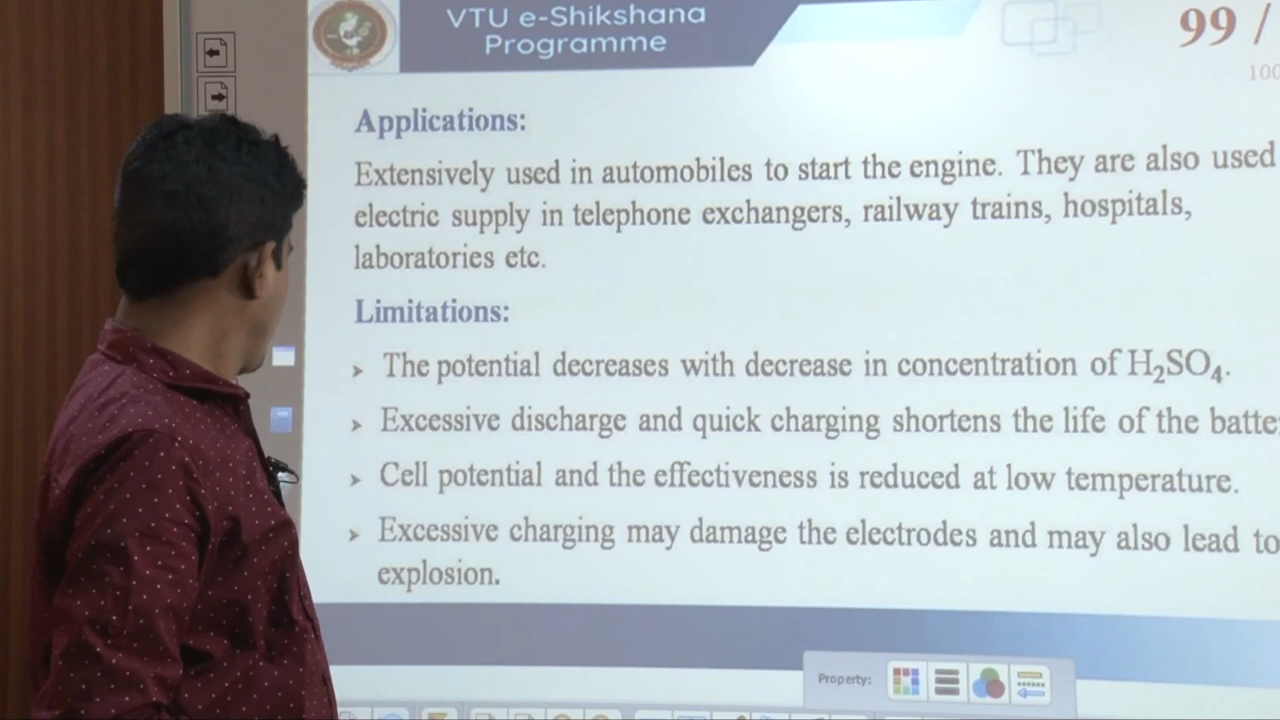 VTU e-Shikshana
Programme
99 /
100
Applications:
Extensively used in automobiles to start the engine. They are also used
electric supply in telephone exchangers, railway trains, hospitals,
laboratories etc.
Limitations:
➤ The potential decreases with decrease in concentration of H₂SO₄.
➤ Excessive discharge and quick charging shortens the life of the batte
➤ Cell potential and the effectiveness is reduced at low temperature.
➤ Excessive charging may damage the electrodes and may also lead to
explosion.
Property: